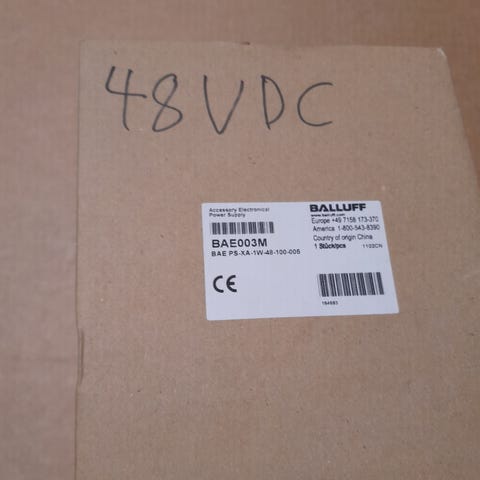 48VDC
Accessory Electronical
Power Supply
BAE003M
BAE PS-XA-1W-48-100-005
CE
BALLUFF
www.balluff.com
Europe +49 7158 173-370
America 1-800-543-8390
Country of origin China
1 Stück/pcs 1102CN
184683